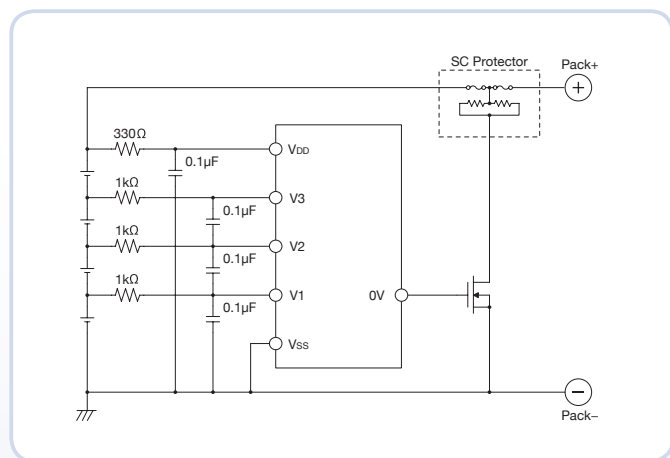 SC Protector
Pack+
330Ω
VDD
0.1μF
1kΩ
V3
0.1μF
1kΩ
V2
0.1μF
1kΩ
V1
0V
0.1μF
VSS
Pack−